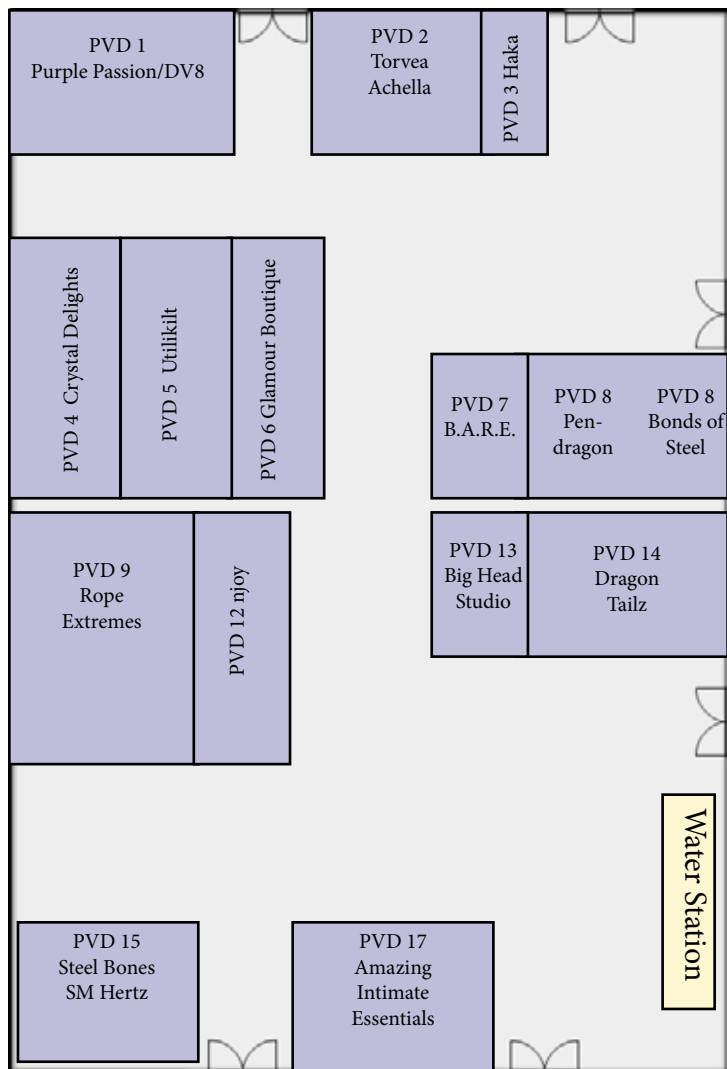 PVD 1
Purple Passion/DV8
PVD 2
Torvea
Achella
PVD 3 Haka
PVD 4  Crystal Delights
PVD 5  Utilikilt
PVD 6 Glamour Boutique
PVD 7
B.A.R.E.
PVD 8
Pen-
dragon
PVD 8
Bonds of
Steel
PVD 9
Rope
Extremes
PVD 12 njoy
PVD 13
Big Head
Studio
PVD 14
Dragon
Tailz
Water Station
PVD 15
Steel Bones
SM Hertz
PVD 17
Amazing
Intimate
Essentials